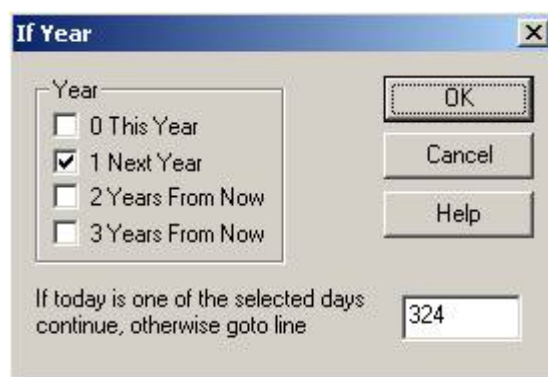 If Year
Year
0 This Year
1 Next Year
2 Years From Now
3 Years From Now
OK
Cancel
Help
If today is one of the selected days
continue, otherwise goto line
324